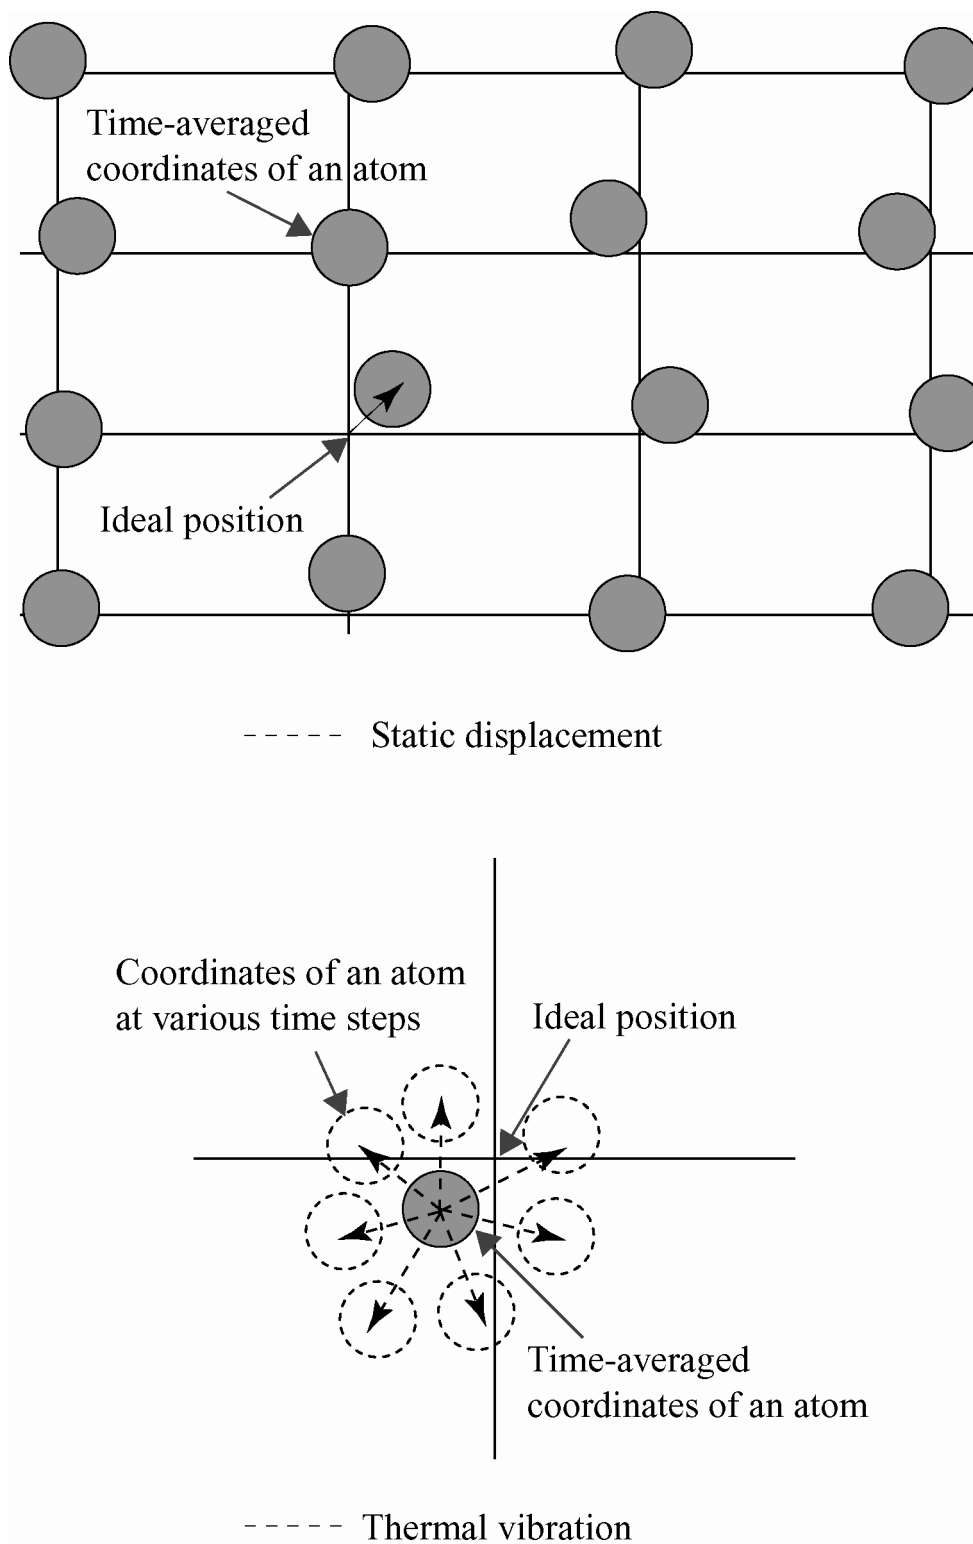 Time-averaged
coordinates of an atom
Ideal position
----- Static displacement
Coordinates of an atom
at various time steps
Ideal position
Time-averaged
coordinates of an atom
----- Thermal vibration